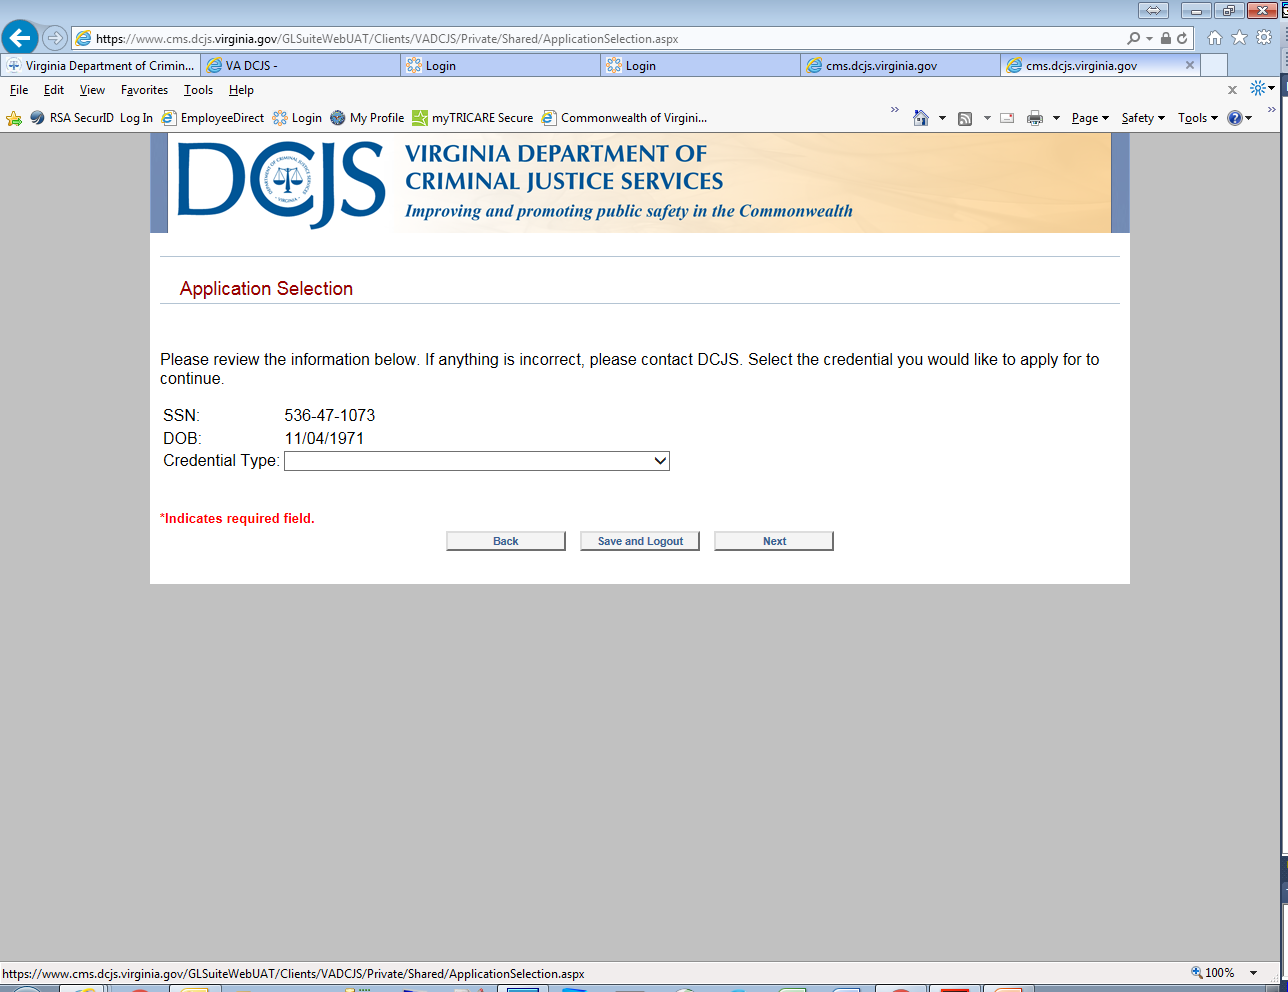 https://www.cms.dcjs.virginia.gov/GLSuiteWebUAT/Clients/VADCJS/Private/Shared/ApplicationSelection.aspx
Virginia Department of Crimin... VA DCJS - Login Login cms.dcjs.virginia.gov cms.dcjs.virginia.gov
File Edit View Favorites Tools Help
RSA SecurID Log In EmployeeDirect Login My Profile myTRICARE Secure Commonwealth of Virgini... Page Safety Tools
DCJS
VIRGINIA DEPARTMENT OF
CRIMINAL JUSTICE SERVICES
Improving and promoting public safety in the Commonwealth
Application Selection
Please review the information below. If anything is incorrect, please contact DCJS. Select the credential you would like to apply for to
continue.
SSN: 536-47-1073
DOB: 11/04/1971
Credential Type:
*Indicates required field.
Back Save and Logout Next
https://www.cms.dcjs.virginia.gov/GLSuiteWebUAT/Clients/VADCJS/Private/Shared/ApplicationSelection.aspx 100%